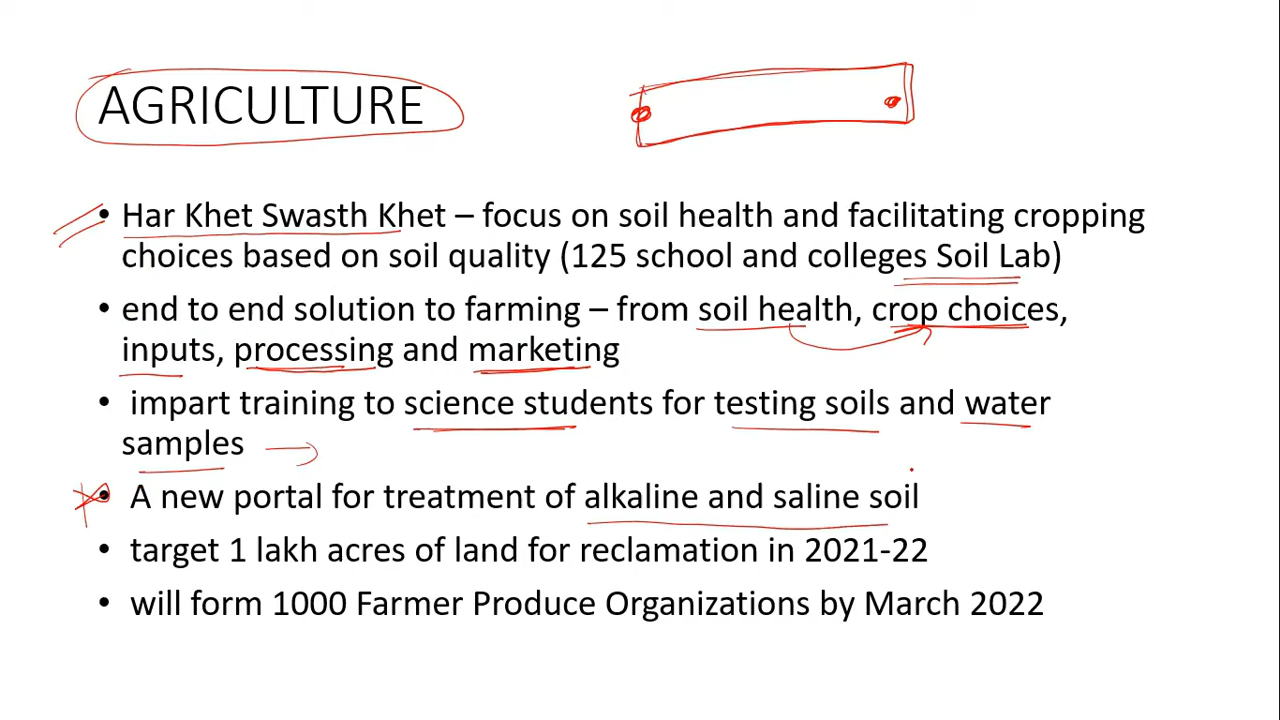 AGRICULTURE
• Har Khet Swasth Khet – focus on soil health and facilitating cropping
choices based on soil quality (125 school and colleges Soil Lab)
• end to end solution to farming – from soil health, crop choices,
inputs, processing and marketing
• impart training to science students for testing soils and water
samples
• A new portal for treatment of alkaline and saline soil
• target 1 lakh acres of land for reclamation in 2021-22
• will form 1000 Farmer Produce Organizations by March 2022